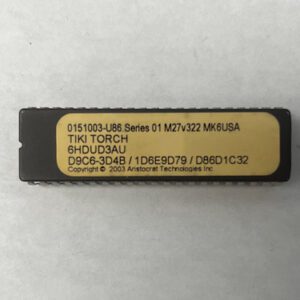 0151003-U86 Series 01 M27v322 MK6USA
TIKI TORCH
6HDUD3AU
D9C6-3D4B / 1D6E9D79 / D86D1C32
Copyright © 2003 Aristocrat Technologies Inc